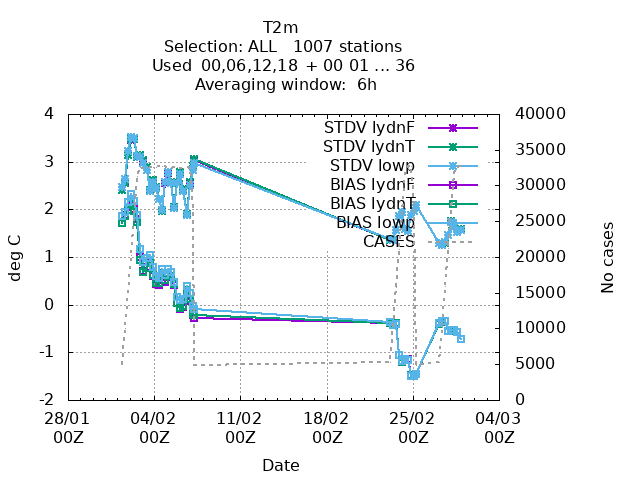 T2m
Selection: ALL   1007 stations
Used  00,06,12,18  + 00 01 ... 36
Averaging window:  6h
STDV lydnF
STDV lydnT
STDV lowp
BIAS lydnF
BIAS lydnT
BIAS lowp
CASES
4
3
2
1
0
-1
-2
deg C
40000
35000
30000
25000
20000
15000
10000
5000
0
No cases
28/01 04/02 11/02 18/02 25/02 04/03
00Z 00Z 00Z 00Z 00Z 00Z
Date